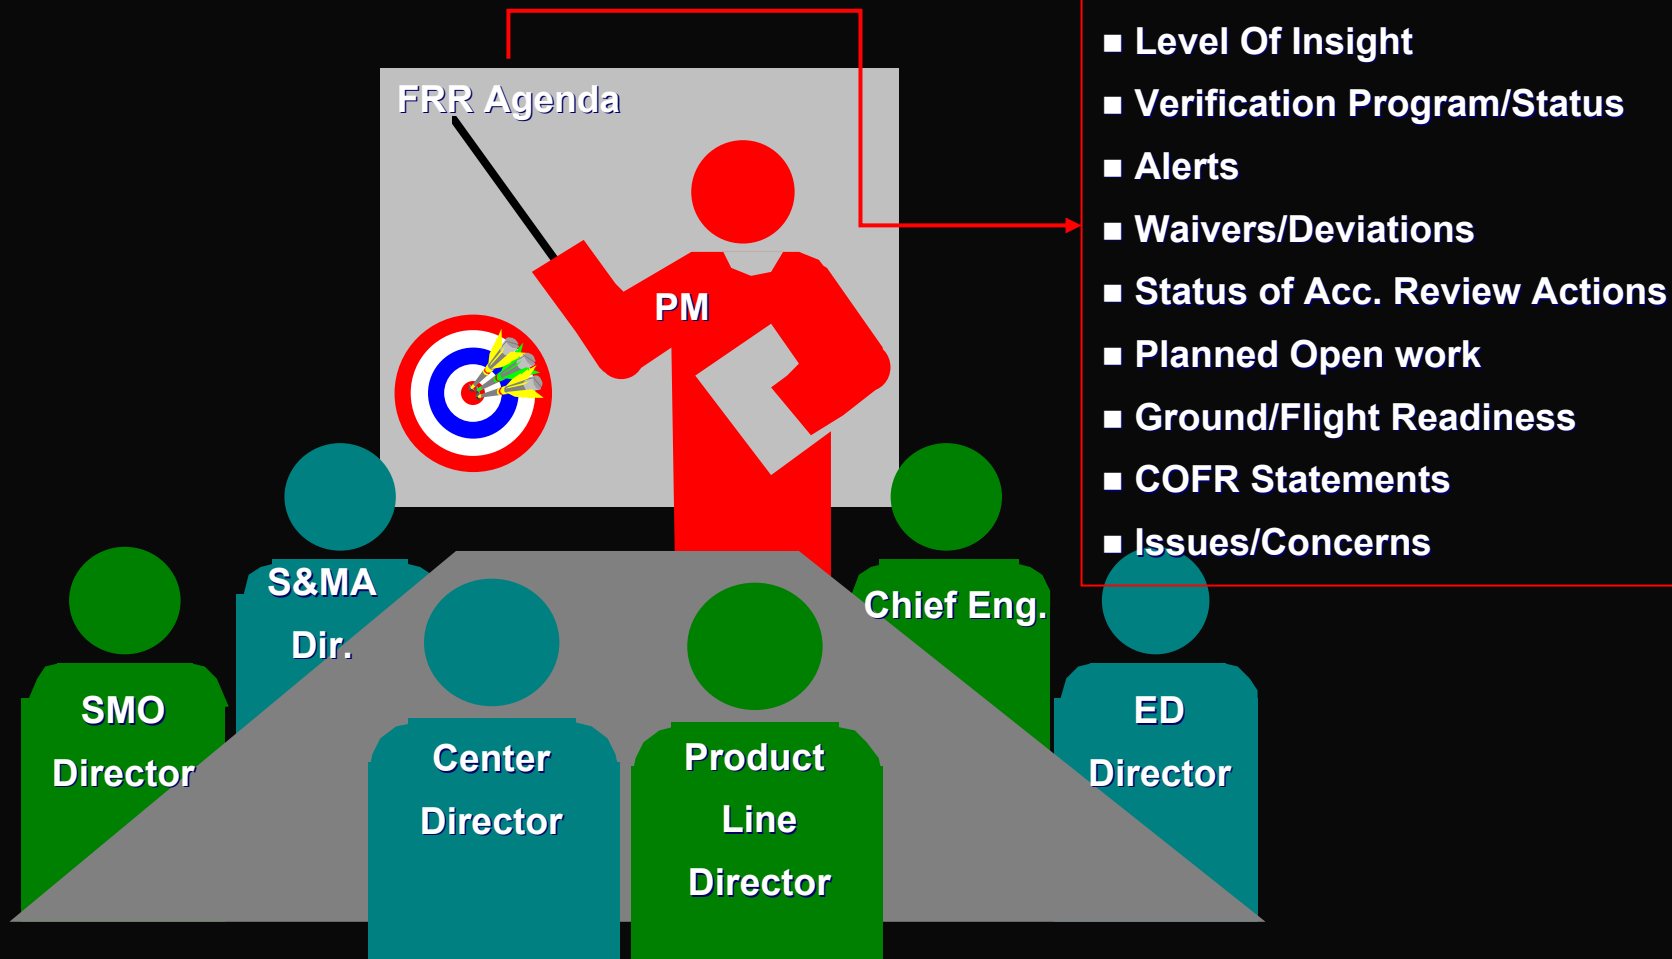 FRR Agenda
PM
S&MA
Dir.
Chief Eng.
SMO
Director
Center
Director
Product
Line
Director
ED
Director
■ Level Of Insight
■ Verification Program/Status
■ Alerts
■ Waivers/Deviations
■ Status of Acc. Review Actions
■ Planned Open work
■ Ground/Flight Readiness
■ COFR Statements
■ Issues/Concerns